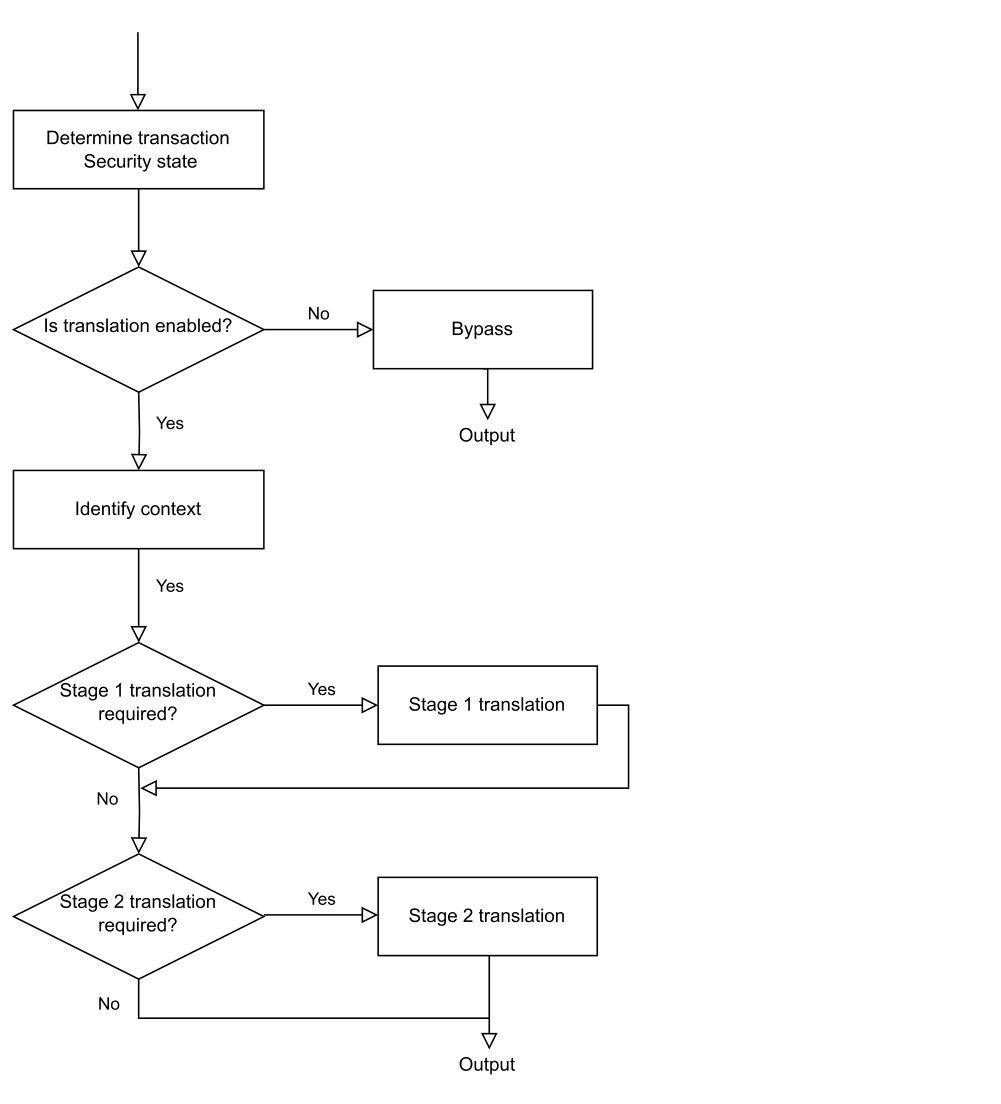 Determine transaction
Security state
Is translation enabled?
No
Bypass
Yes
Output
Identify context
Yes
Stage 1 translation
required?
Yes
Stage 1 translation
No
Stage 2 translation
required?
Yes
Stage 2 translation
No
Output